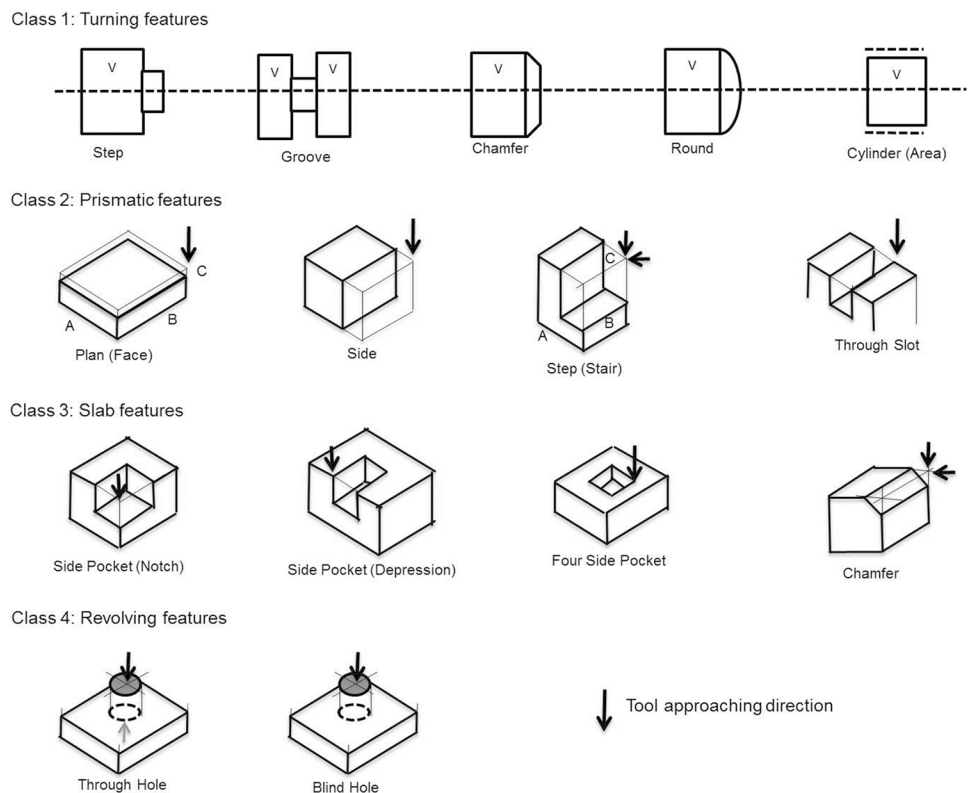 Class 1: Turning features
V
V
V
V
V
V
Step
Groove
Chamfer
Round
Cylinder (Area)
Class 2: Prismatic features
C
A
B
Plan (Face)
Side
C
A
B
Step (Stair)
Through Slot
Class 3: Slab features
Side Pocket (Notch)
Side Pocket (Depression)
Four Side Pocket
Chamfer
Class 4: Revolving features
Through Hole
Blind Hole
Tool approaching direction